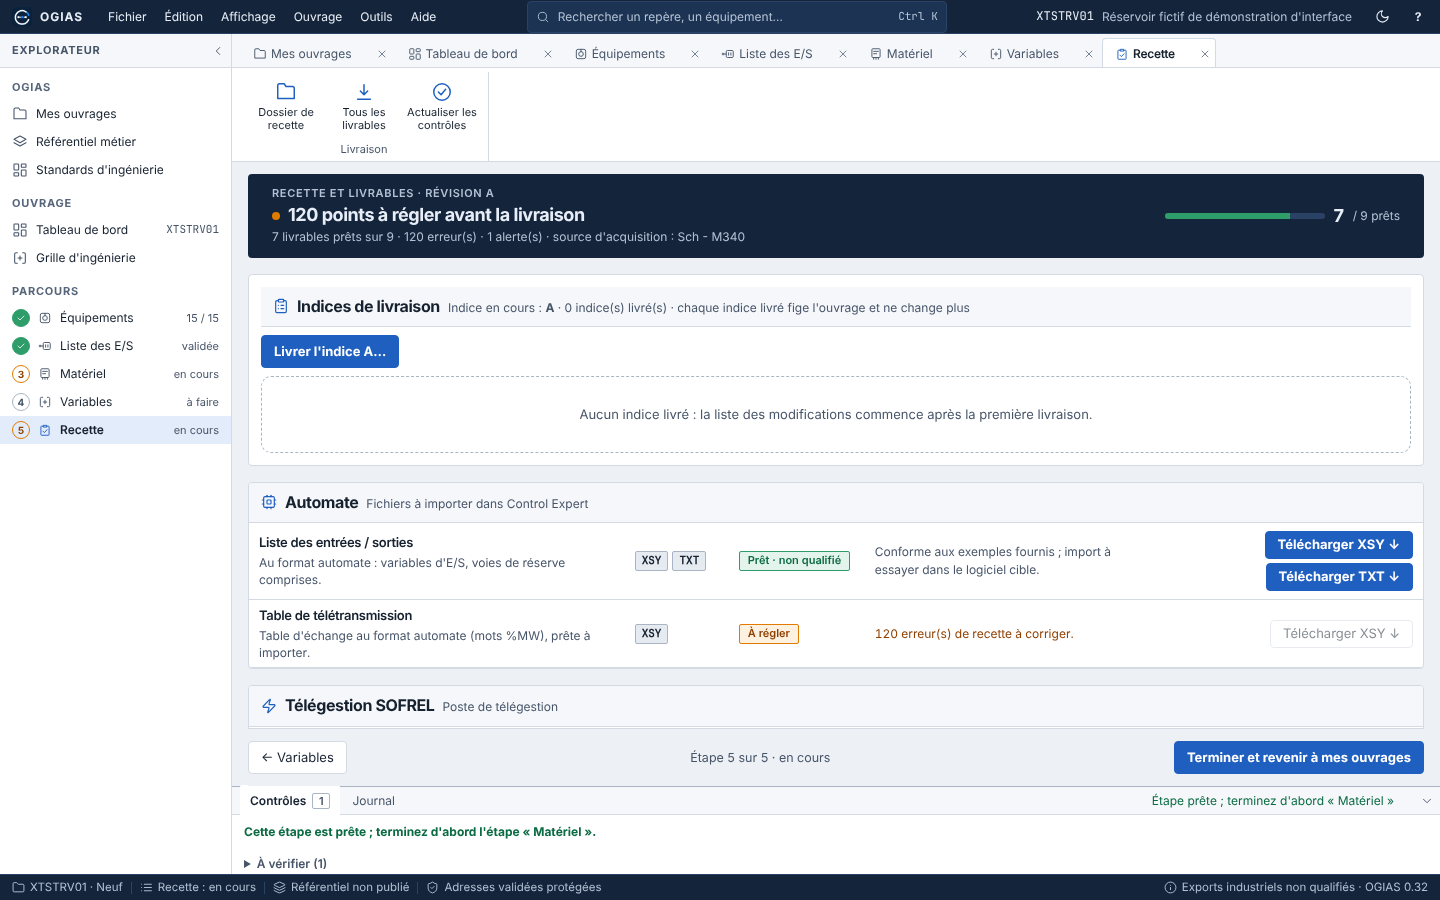 OGIAS
Fichier
Édition
Affichage
Ouvrage
Outils
Aide
Rechercher un repère, un équipement...
Ctrl K
XTSTRV01
Réservoir fictif de démonstration d'interface
?
EXPLORATEUR
Mes ouvrages
Tableau de bord
Équipements
Liste des E/S
Matériel
Variables
Recette
OGIAS
Mes ouvrages
Référentiel métier
Standards d'ingénierie
OUVRAGE
Tableau de bord
XTSTRV01
Grille d'ingénierie
PARCOURS
Équipements
15 / 15
Liste des E/S
validée
3
Matériel
en cours
4
Variables
à faire
5
Recette
en cours
Dossier de
recette
Tous les
livrables
Actualiser les
contrôles
Livraison
RECETTE ET LIVRABLES · RÉVISION A
120 points à régler avant la livraison
7 livrables prêts sur 9 · 120 erreur(s) · 1 alerte(s) · source d'acquisition : Sch - M340
7 / 9 prêts
Indices de livraison
Indice en cours : A · 0 indice(s) livré(s) · chaque indice livré fige l'ouvrage et ne change plus
Livrer l'indice A...
Aucun indice livré : la liste des modifications commence après la première livraison.
Automate
Fichiers à importer dans Control Expert
Liste des entrées / sorties
Au format automate : variables d'E/S, voies de réserve
comprises.
XSY
TXT
Prêt · non qualifié
Conforme aux exemples fournis ; import à
essayer dans le logiciel cible.
Télécharger XSY ↓
Télécharger TXT ↓
Table de télétransmission
Table d'échange au format automate (mots %MW), prête à
importer.
XSY
À régler
120 erreur(s) de recette à corriger.
Télécharger XSY ↓
Télégestion SOFREL
Poste de télégestion
← Variables
Étape 5 sur 5 · en cours
Terminer et revenir à mes ouvrages
Contrôles
1
Journal
Étape prête ; terminez d'abord « Matériel »
Cette étape est prête ; terminez d'abord l'étape « Matériel ».
À vérifier (1)
XTSTRV01 · Neuf
Recette : en cours
Référentiel non publié
Adresses validées protégées
Exports industriels non qualifiés · OGIAS 0.32